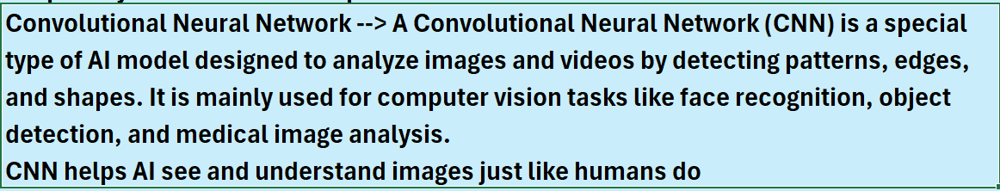 Convolutional Neural Network --> A Convolutional Neural Network (CNN) is a special
type of AI model designed to analyze images and videos by detecting patterns, edges,
and shapes. It is mainly used for computer vision tasks like face recognition, object
detection, and medical image analysis.
CNN helps AI see and understand images just like humans do